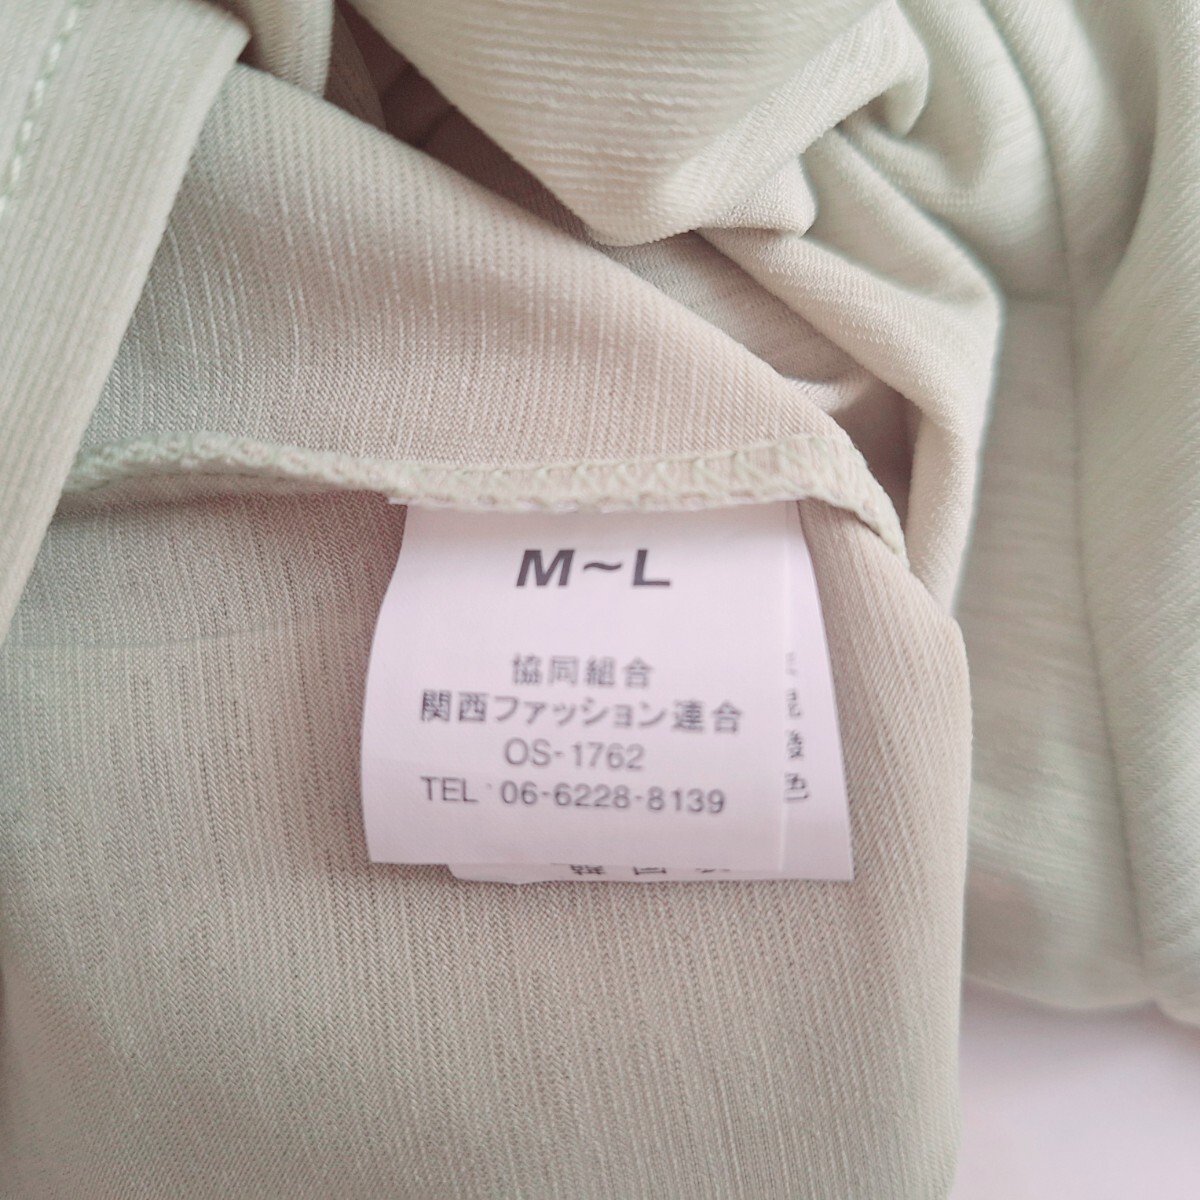 M~L
協同組合
関西ファッション連合
OS-1762
TEL 06-6228-8139